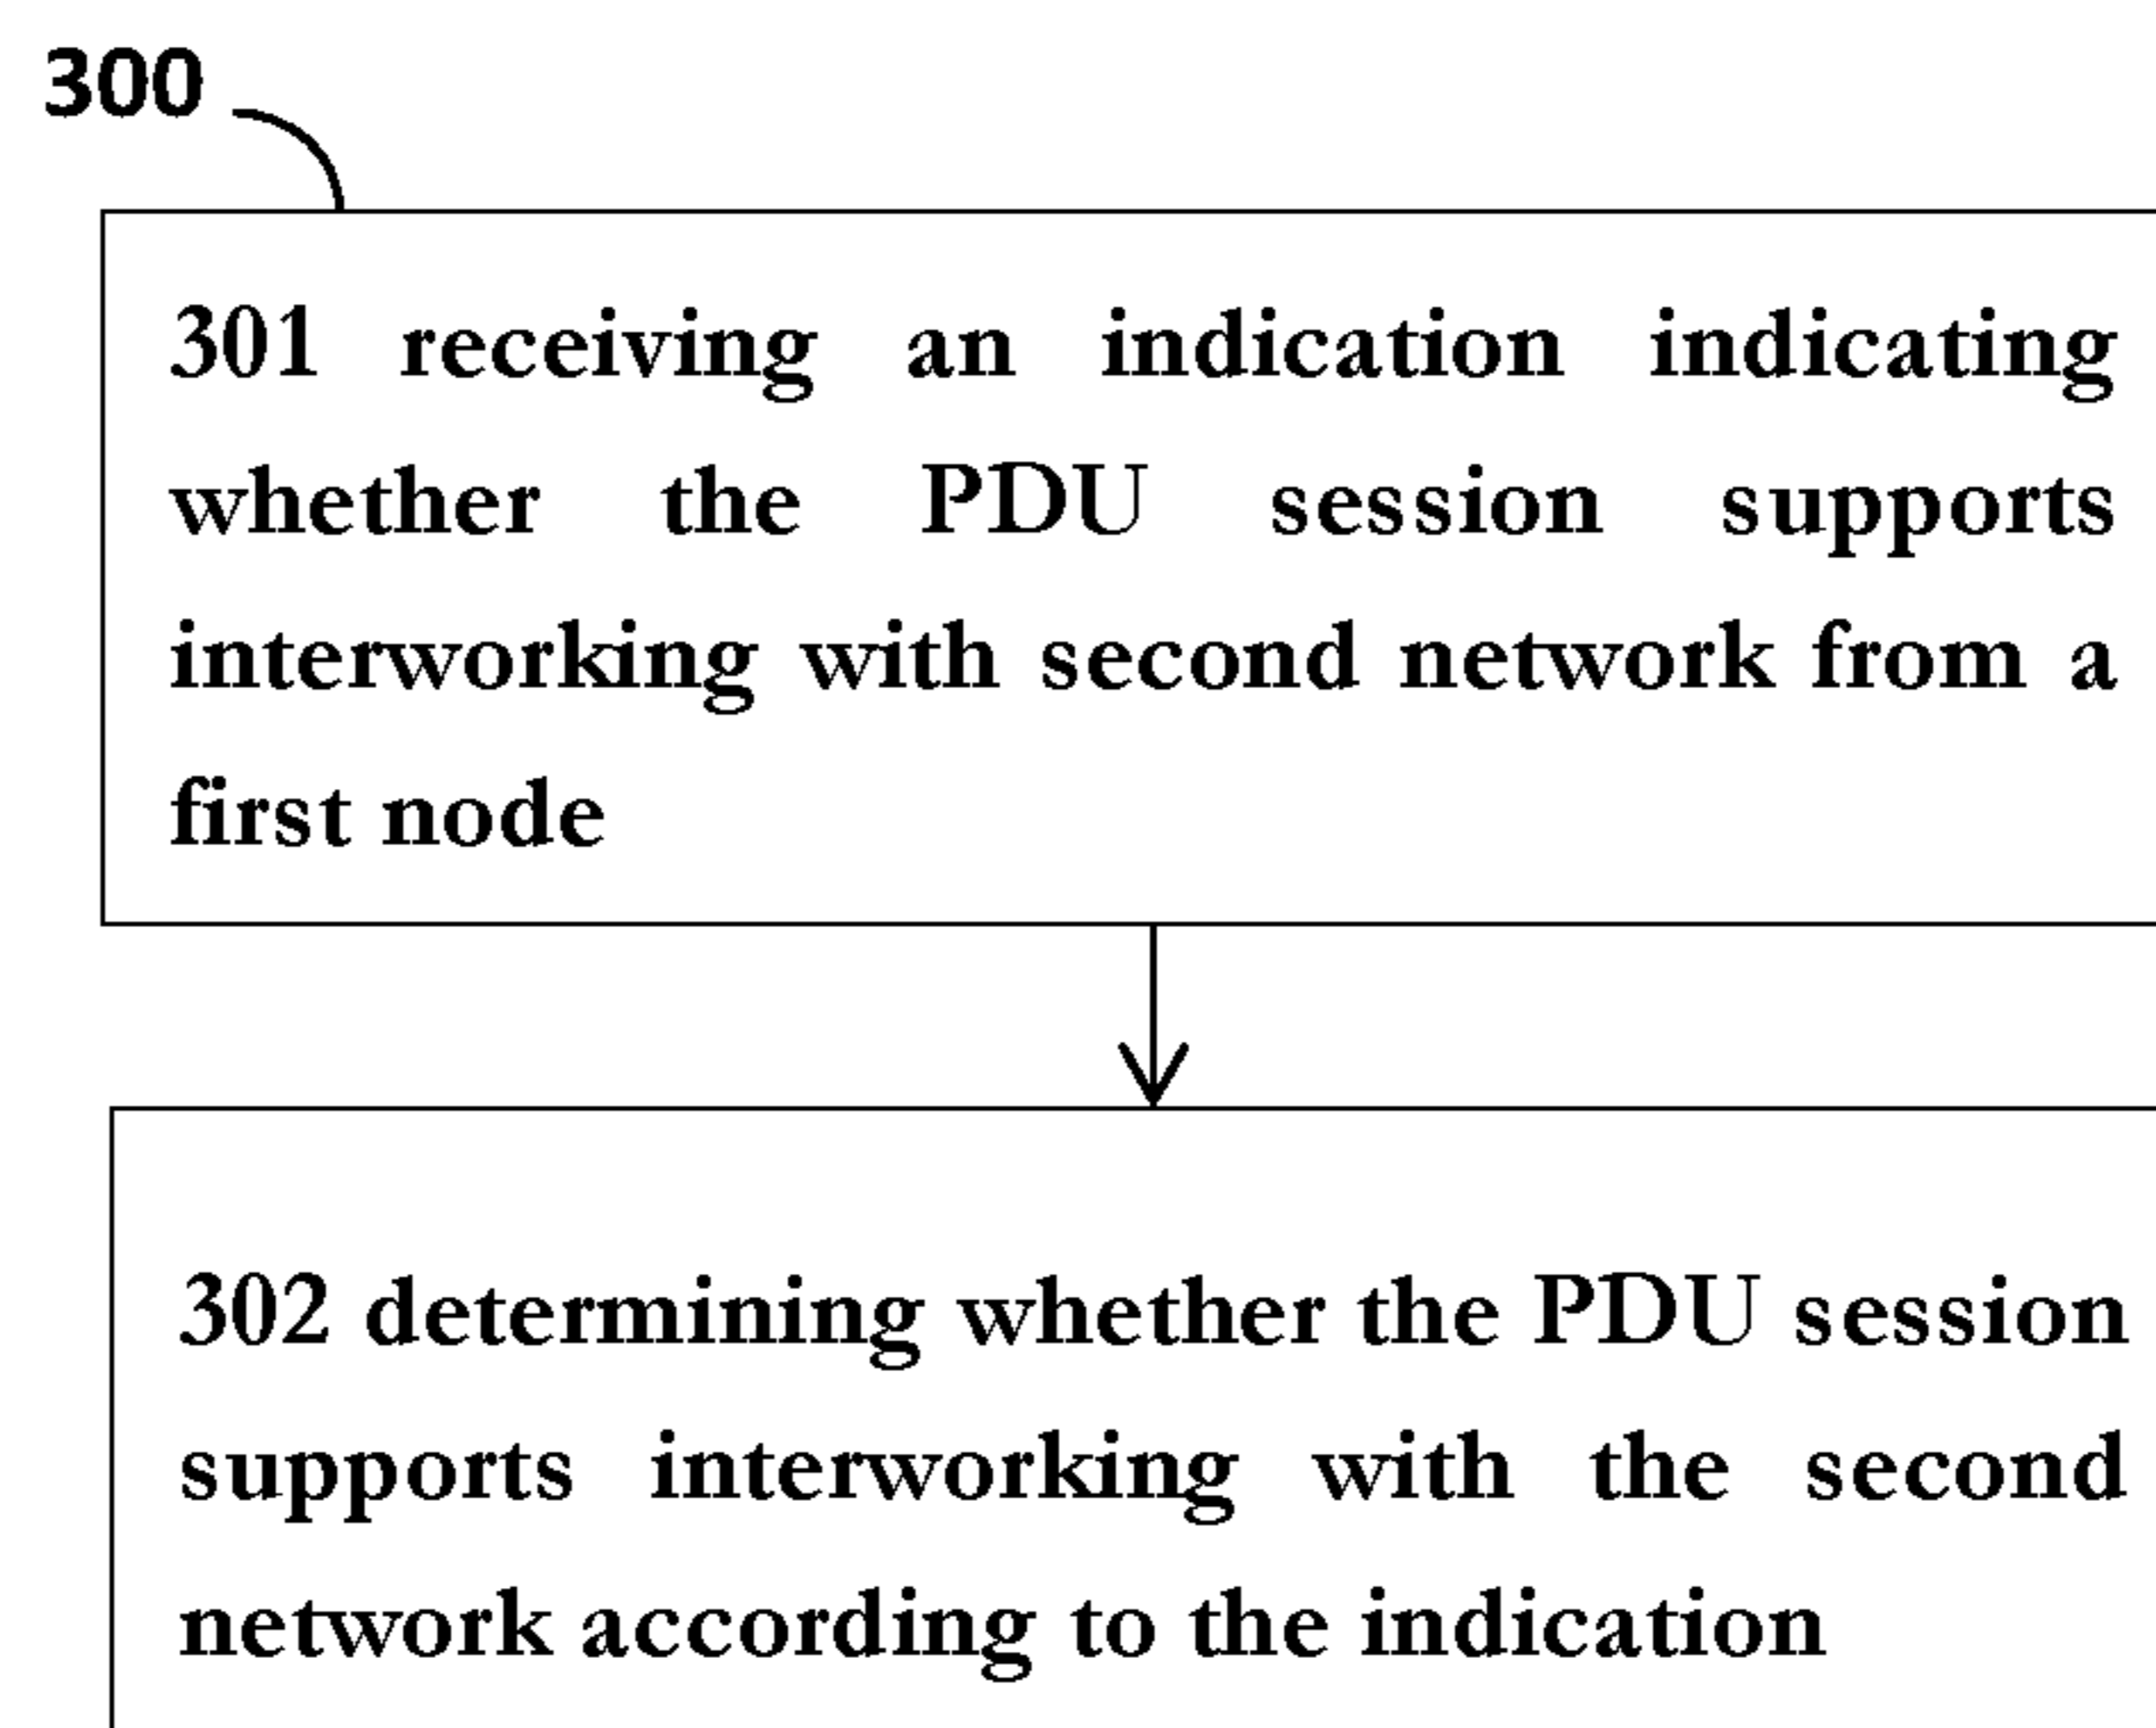 300
301 receiving an indication indicating
whether the PDU session supports
interworking with second network from a
first node
302 determining whether the PDU session
supports interworking with the second
network according to the indication